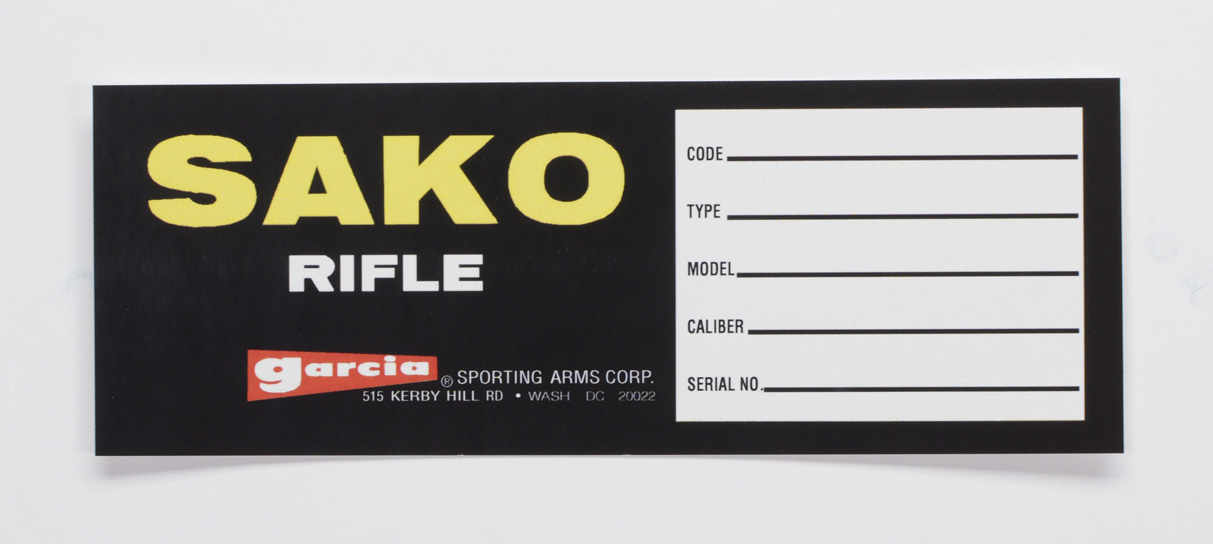 SAKO
RIFLE
garcia ® SPORTING ARMS CORP.
515 KERBY HILL RD • WASH DC 20022
CODE
TYPE
MODEL
CALIBER
SERIAL NO.